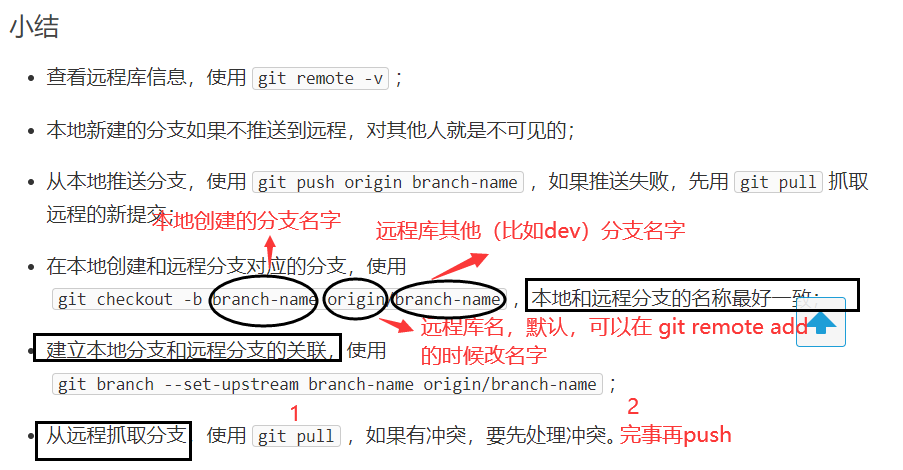 小结
查看远程库信息，使用 git remote -v；
本地新建的分支如果不推送到远程，对其他人就是不可见的；
从本地推送分支，使用 git push origin branch-name，如果推送失败，先用 git pull 抓取
远程的新提交；
本地创建的分支名字
远程库其他（比如dev）分支名字
在本地创建和远程分支对应的分支，使用
git checkout -b branch-name origin/branch-name，本地和远程分支的名称最好一致；
远程库名，默认，可以在 git remote add
的时候改名字
建立本地分支和远程分支的关联，使用
git branch --set-upstream branch-name origin/branch-name；
1
2
从远程抓取分支，使用 git pull，如果有冲突，要先处理冲突。
完事再push